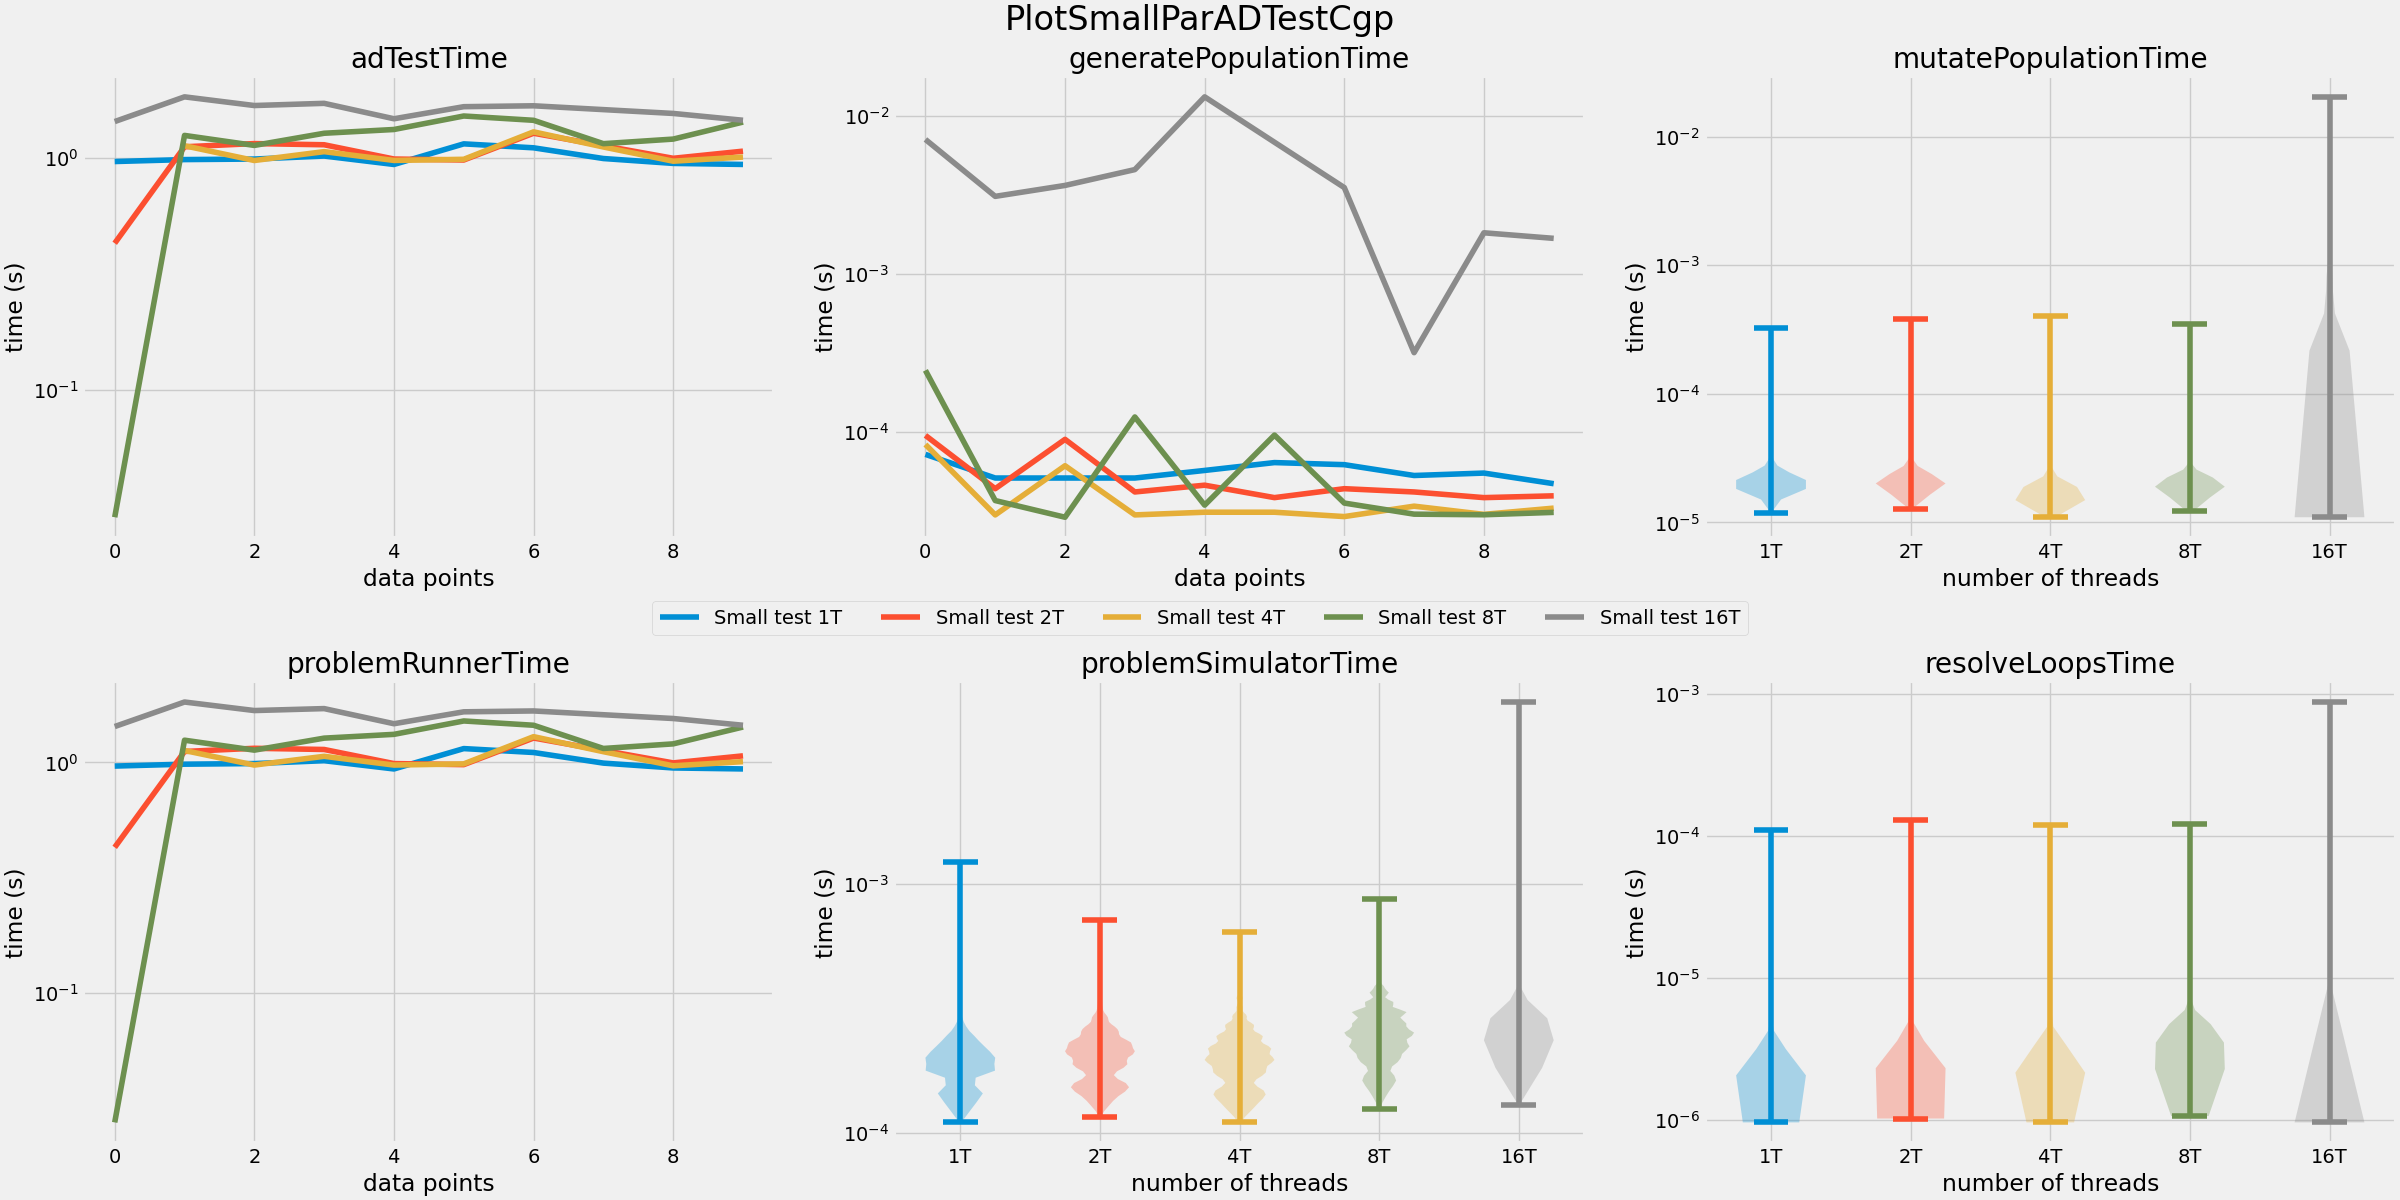 PlotSmallParADTestCgp
adTestTime
generatePopulationTime
mutatePopulationTime
time (s)
10⁰
10⁻¹
0 2 4 6 8
data points
time (s)
10⁻²
10⁻³
10⁻⁴
0 2 4 6 8
data points
time (s)
10⁻²
10⁻³
10⁻⁴
10⁻⁵
1T 2T 4T 8T 16T
number of threads
Small test 1T Small test 2T Small test 4T Small test 8T Small test 16T
problemRunnerTime
problemSimulatorTime
resolveLoopsTime
time (s)
10⁰
10⁻¹
0 2 4 6 8
data points
time (s)
10⁻³
10⁻⁴
1T 2T 4T 8T 16T
number of threads
time (s)
10⁻³
10⁻⁴
10⁻⁵
10⁻⁶
1T 2T 4T 8T 16T
number of threads